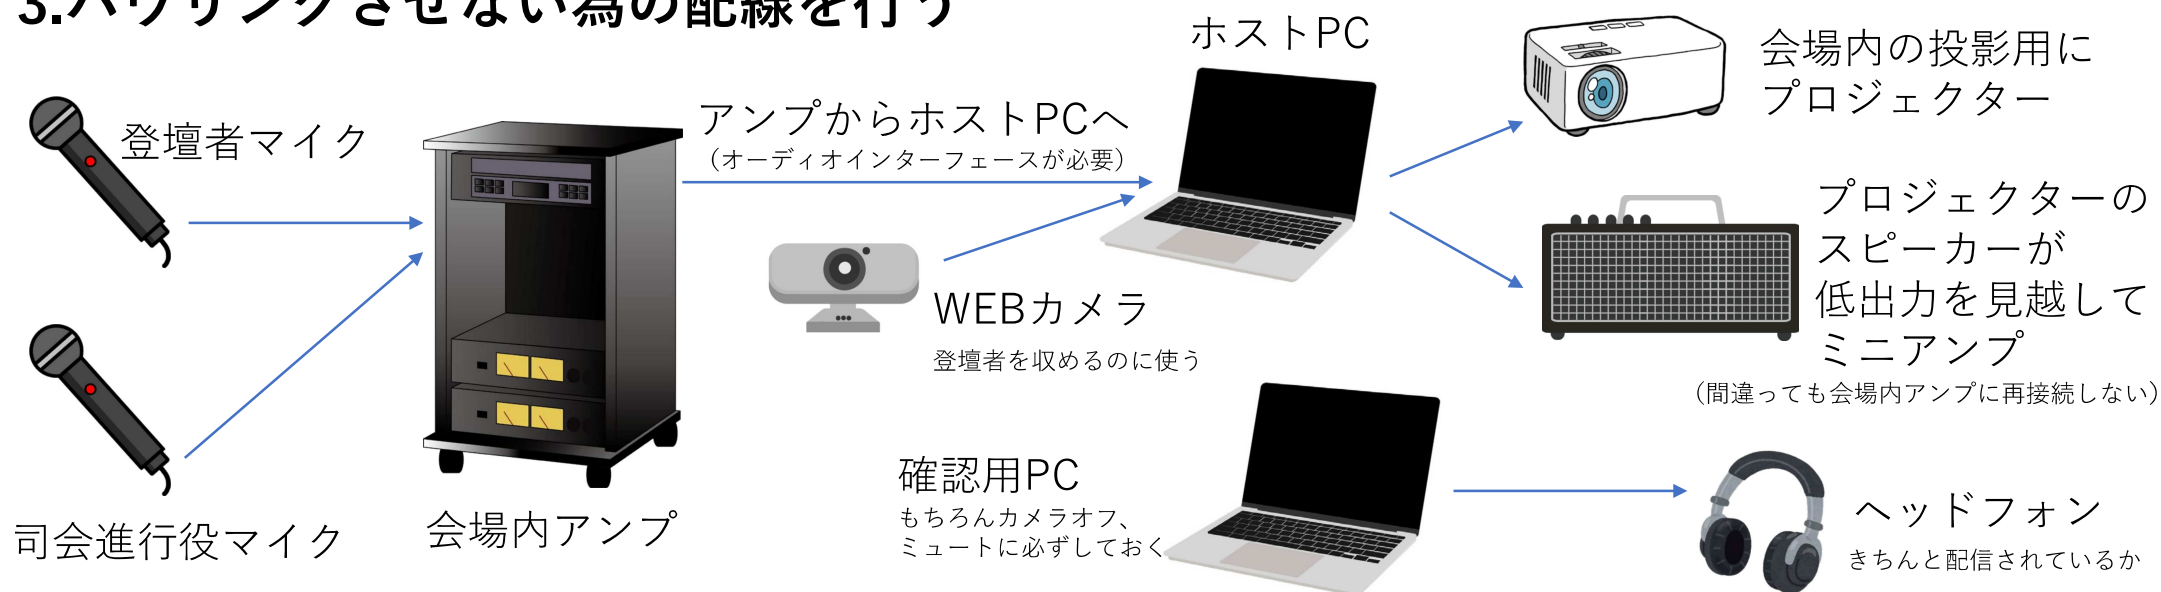 3.ハウリングさせない為の配線を行う
ホストPC
会場内の投影用に
プロジェクター
登壇者マイク
アンプからホストPCへ
（オーディオインターフェースが必要）
プロジェクターの
スピーカーが
低出力を見越して
ミニアンプ
（間違っても会場内アンプに再接続しない）
WEBカメラ
登壇者を収めるのに使う
司会進行役マイク
会場内アンプ
確認用PC
もちろんカメラオフ、
ミュートに必ずしておく
ヘッドフォン
きちんと配信されているか